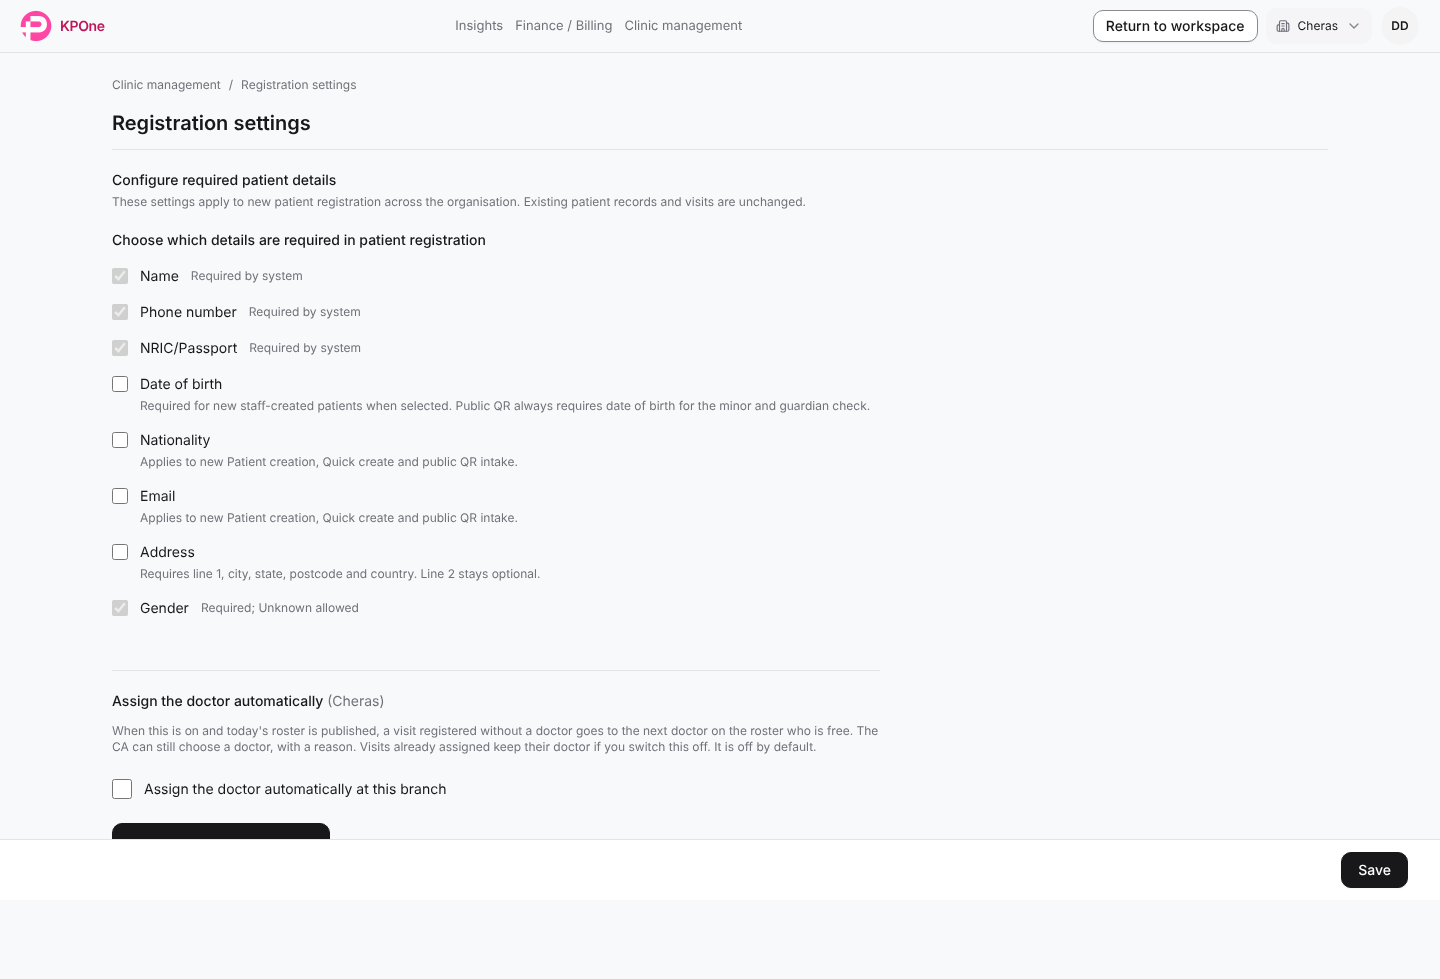 KPOne
Insights
Finance / Billing
Clinic management
Return to workspace
Cheras
DD
Clinic management / Registration settings
Registration settings
Configure required patient details
These settings apply to new patient registration across the organisation. Existing patient records and visits are unchanged.
Choose which details are required in patient registration
Name Required by system
Phone number Required by system
NRIC/Passport Required by system
Date of birth
Required for new staff-created patients when selected. Public QR always requires date of birth for the minor and guardian check.
Nationality
Applies to new Patient creation, Quick create and public QR intake.
Email
Applies to new Patient creation, Quick create and public QR intake.
Address
Requires line 1, city, state, postcode and country. Line 2 stays optional.
Gender Required; Unknown allowed
Assign the doctor automatically (Cheras)
When this is on and today's roster is published, a visit registered without a doctor goes to the next doctor on the roster who is free. The
CA can still choose a doctor, with a reason. Visits already assigned keep their doctor if you switch this off. It is off by default.
Assign the doctor automatically at this branch
Save